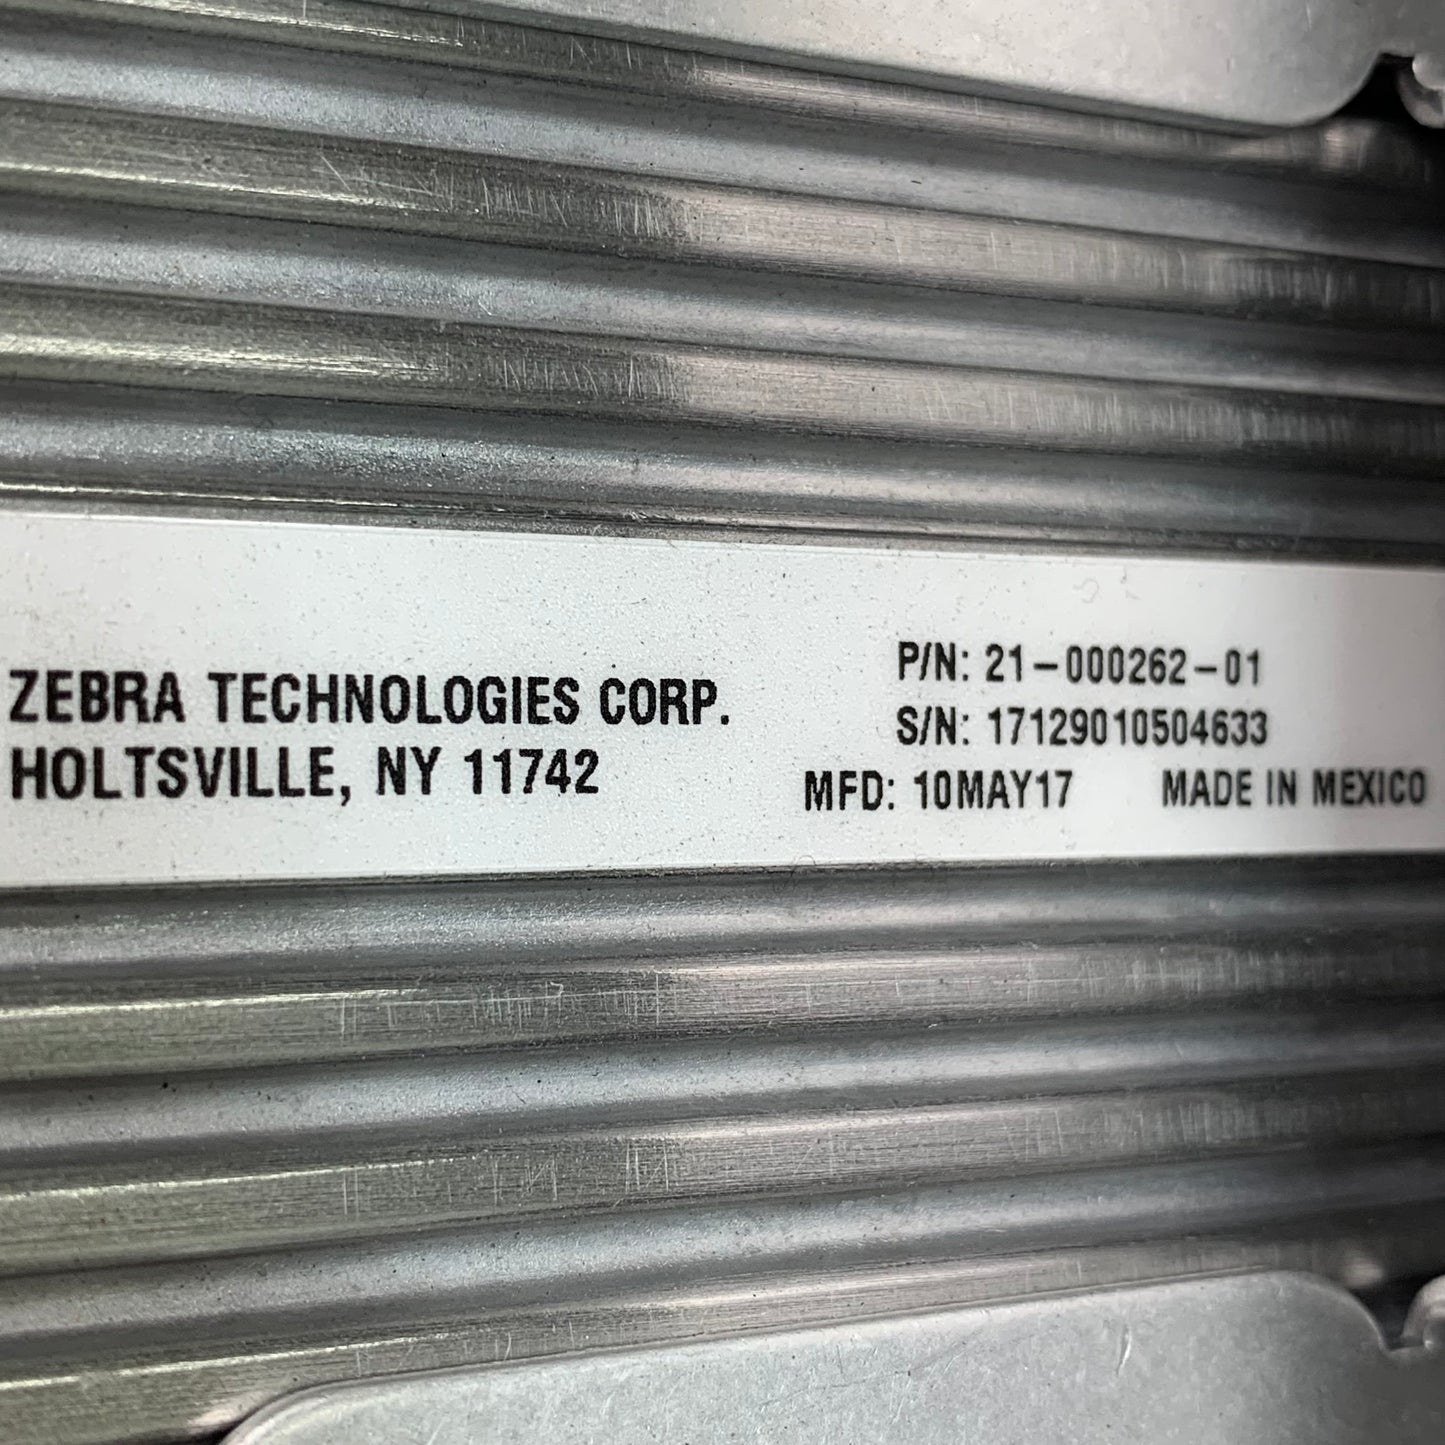 ZEBRA TECHNOLOGIES CORP.
HOLTSVILLE, NY 11742
P/N: 21-000262-01
S/N: 17129010504633
MFD: 10MAY17 MADE IN MEXICO